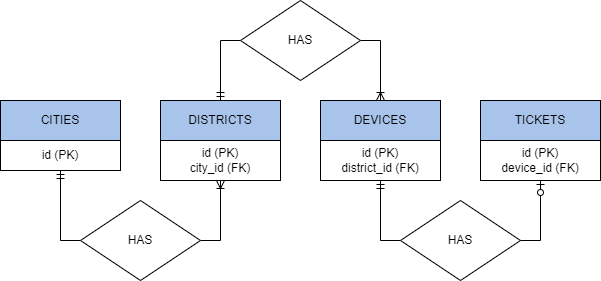 HAS
CITIES
id (PK)
DISTRICTS
id (PK)
city_id (FK)
DEVICES
id (PK)
district_id (FK)
TICKETS
id (PK)
device_id (FK)
HAS
HAS